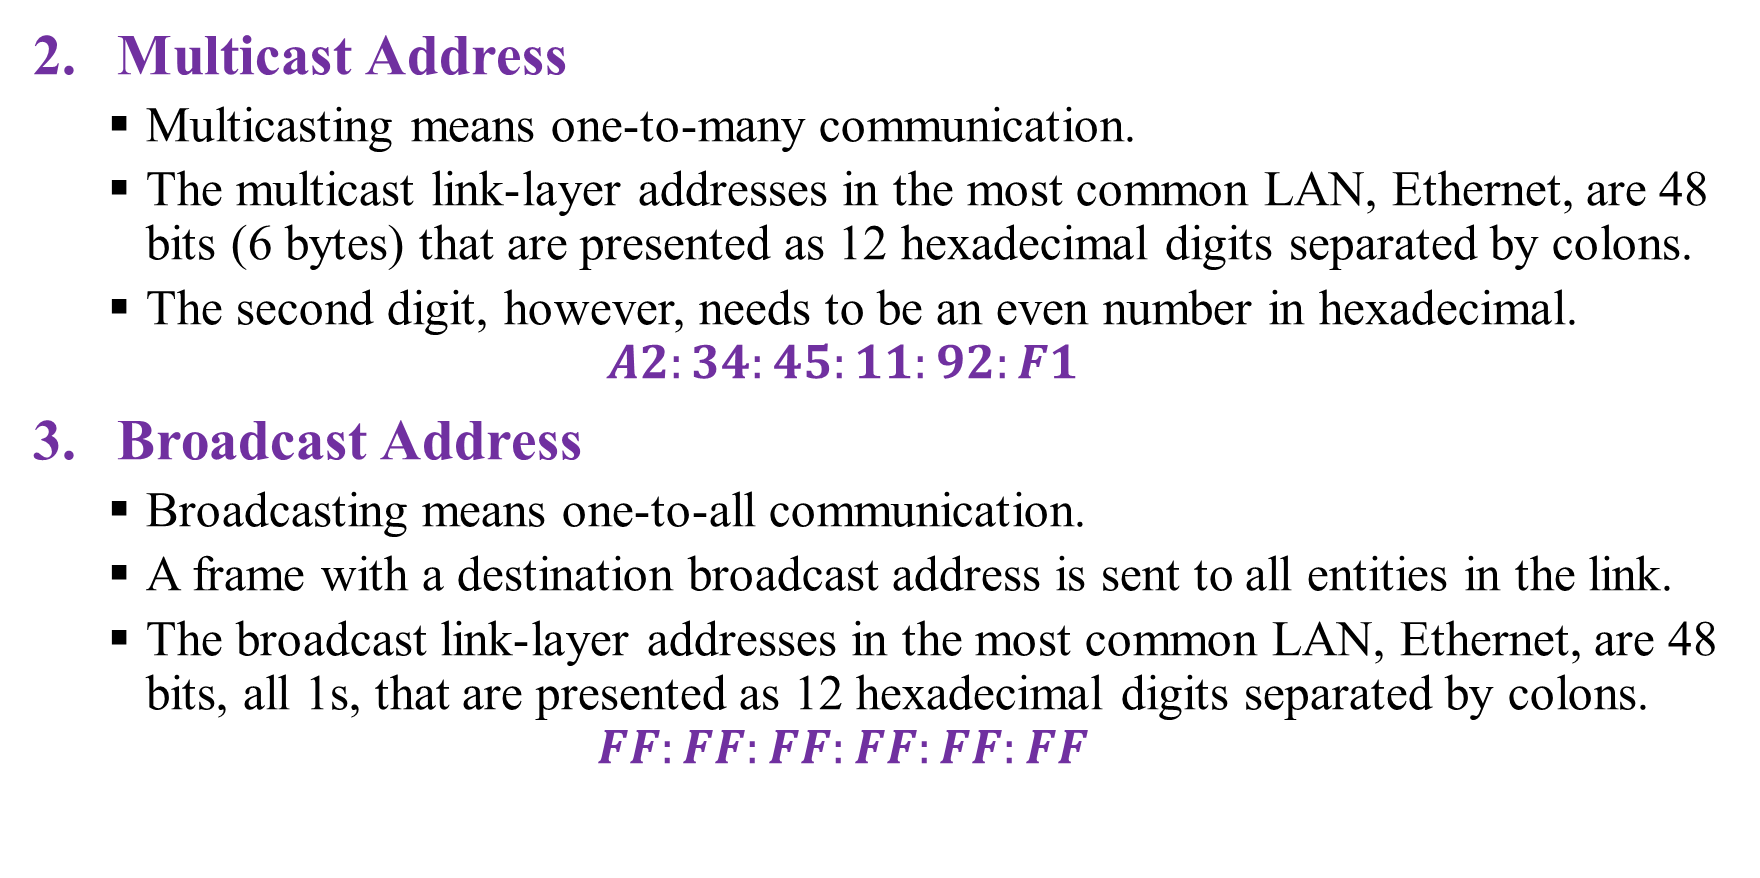 2. Multicast Address
▪ Multicasting means one-to-many communication.
▪ The multicast link-layer addresses in the most common LAN, Ethernet, are 48
bits (6 bytes) that are presented as 12 hexadecimal digits separated by colons.
▪ The second digit, however, needs to be an even number in hexadecimal.
A2: 34: 45: 11: 92: F1
3. Broadcast Address
▪ Broadcasting means one-to-all communication.
▪ A frame with a destination broadcast address is sent to all entities in the link.
▪ The broadcast link-layer addresses in the most common LAN, Ethernet, are 48
bits, all 1s, that are presented as 12 hexadecimal digits separated by colons.
FF: FF: FF: FF: FF: FF